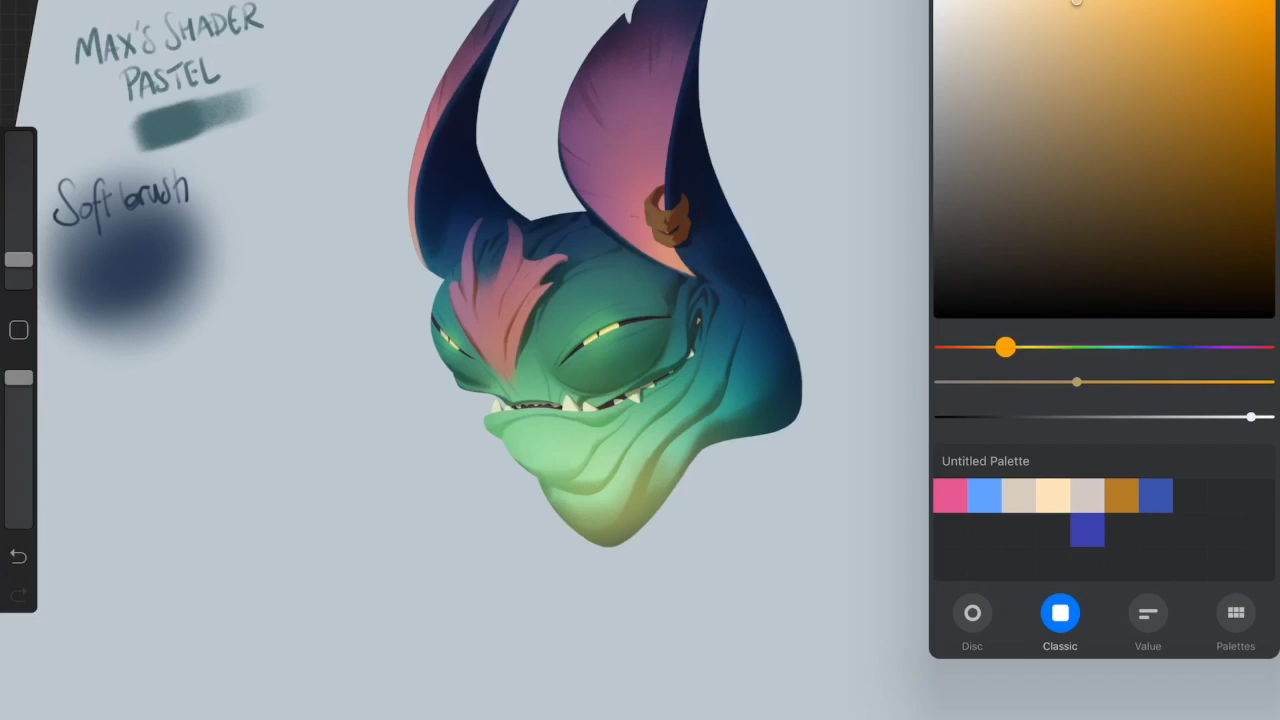 MAX'S SHADER
PASTEL
Soft brush
Untitled Palette
Disc
Classic
Value
Palettes